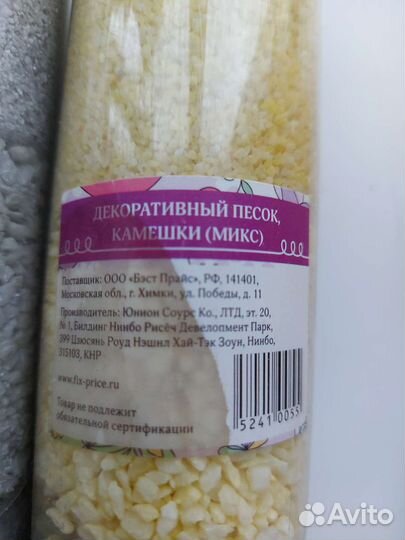 ДЕКОРАТИВНЫЙ ПЕСОК,
КАМЕШКИ (МИКС)
Поставщик: ООО «Бэст Прайс», РФ, 141401,
Московская обл., г. Химки, ул. Победы, д. 11
Производитель: Юнион Соурс Ко., ЛТД, эт. 20,
№ 1, Билдинг Нинбо Рисёч Девелопмент Парк,
399 Цзюсянь Роуд Нэшнл Хай-Тэк Зоун, Нинбо,
315103, КНР
www.fix-price.ru
Товар не подлежит
обязательной сертификации
52410055
Avito